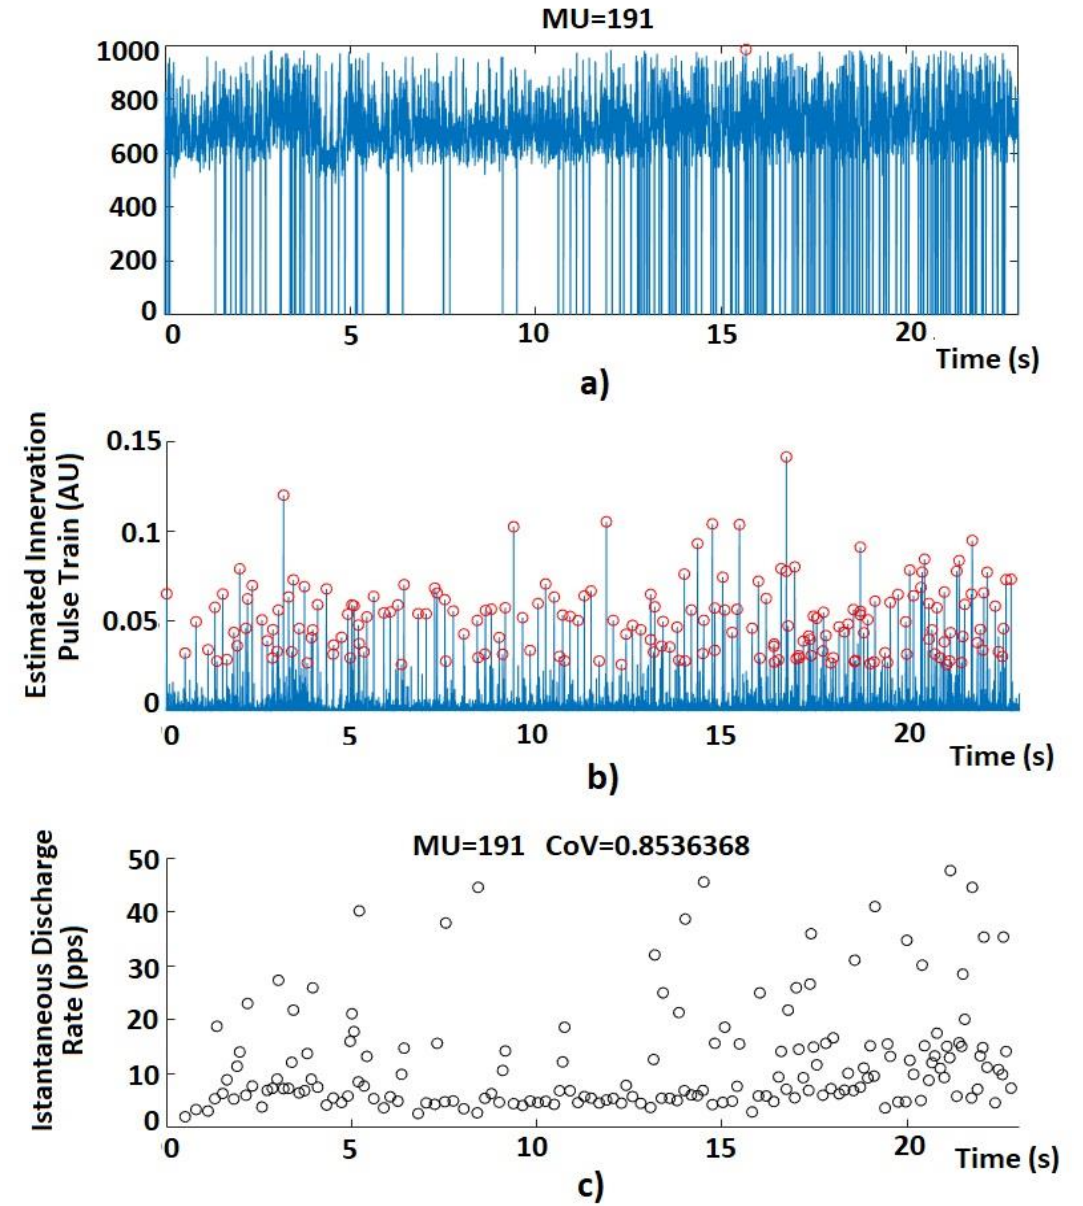 MU=191
1000
800
600
400
200
0
0 5 10 15 20
Time (s)
a)
Estimated Innervation
Pulse Train (AU)
0.15
0.1
0.05
0
0 5 10 15 20
Time (s)
b)
MU=191 CoV=0.8536368
Istantaneous Discharge
Rate (pps)
50
40
30
20
10
0
0 5 10 15 20
Time (s)
c)